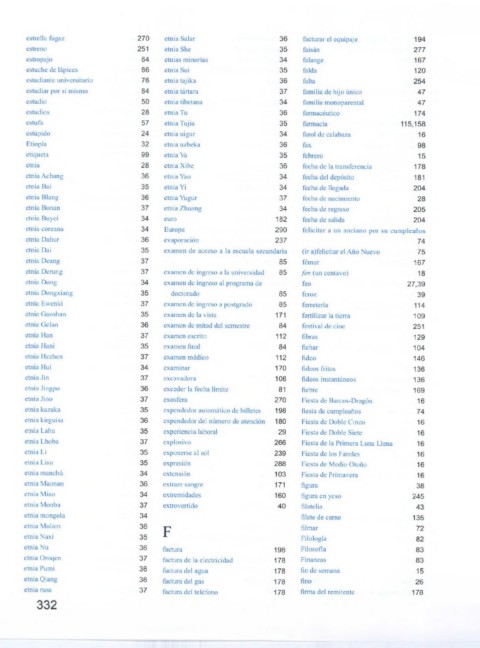 estrella fugaz 270
estreno 251
estropajo 64
estuche de lápices 86
estudiante universitario 76
estudiar por sí mismo 84
estudio 50
estudios 28
estufa 57
estúpido 24
Etiopía 32
etiqueta 99
etnia 28
etnia Achang 36
etnia Bai 35
etnia Blang 36
etnia Bonan 37
etnia Buyei 34
etnia coreana 34
etnia Dahur 36
etnia Dai 35
etnia Deang 37
etnia Derung 37
etnia Dong 34
etnia Dongxiang 35
etnia Ewenki 37
etnia Gaoshan 35
etnia Gelao 36
etnia Han 37
etnia Hani 35
etnia Hezhen 37
etnia Hui 34
etnia Jin 37
etnia Jingpo 36
etnia Jino 37
etnia kazaka 35
etnia kirguisa 36
etnia Lahu 35
etnia Lhoba 37
etnia Li 35
etnia Lisu 35
etnia manchú 34
etnia Maonan 36
etnia Miao 34
etnia Monba 37
etnia mongola 34
etnia Mulam 36
etnia Naxi 35
etnia Nu 36
etnia Oroqen 37
etnia Pumi 36
etnia Qiang 36
etnia rusa 37
332
etnia Salar 36
etnia She 35
etnias minorías 34
etnia Sui 35
etnia tajika 36
etnia tártara 37
etnia tibetana 34
etnia Tu 36
etnia Tujia 35
etnia uigur 34
etnia uzbeka 36
etnia Va 35
etnia Xibe 36
etnia Yao 34
etnia Yi 34
etnia Yugur 37
etnia Zhuang 34
euro 182
Europa 290
evaporación 237
examen de acceso a la escuela secundaria
85
examen de ingreso a la universidad 85
examen de ingreso al programa de
doctorado 85
examen de ingreso a postgrado 85
examen de la vista 171
examen de mitad del semestre 84
examen escrito 112
examen final 84
examen médico 112
examinar 170
excavadora 106
exceder la fecha límite 81
exosfera 270
expendedor automático de billetes 198
expendedor del número de atención 180
experiencia laboral 29
explosivo 266
exponerse al sol 239
expresión 288
extensión 103
extraer sangre 171
extremidades 160
extrovertido 40
F
factura 198
factura de la electricidad 178
factura del agua 178
factura del gas 178
factura del teléfono 178
facturar el equipaje 194
faisán 277
falange 167
falda 120
falta 254
familia de hijo único 47
familia monoparental 47
farmacéutico 174
farmacia 115,158
farol de calabaza 16
fax 98
febrero 15
fecha de la transferencia 178
fecha del depósito 181
fecha de llegada 204
fecha de nacimiento 28
fecha de regreso 205
fecha de salida 204
felicitar a un anciano por su cumpleaños
74
(ir a)felicitar el Año Nuevo 75
fémur 167
fen (un centavo) 18
feo 27,39
feroz 39
ferretería 114
fertilizar la tierra 109
festival de cine 251
fibras 129
fichar 104
fideo 146
fideos fritos 136
fideos instantáneos 136
fiebre 169
Fiesta de Barcos-Dragón 16
fiesta de cumpleaños 74
Fiesta de Doble Cinco 16
Fiesta de Doble Siete 16
Fiesta de la Primera Luna Llena 16
Fiesta de los Faroles 16
Fiesta de Medio Otoño 16
Fiesta de Primavera 16
figura 38
figura en yeso 245
filatelia 43
filete de carne 135
filmar 72
Filología 82
Filosofía 83
Finanzas 83
fin de semana 15
fino 26
firma del remitente 178